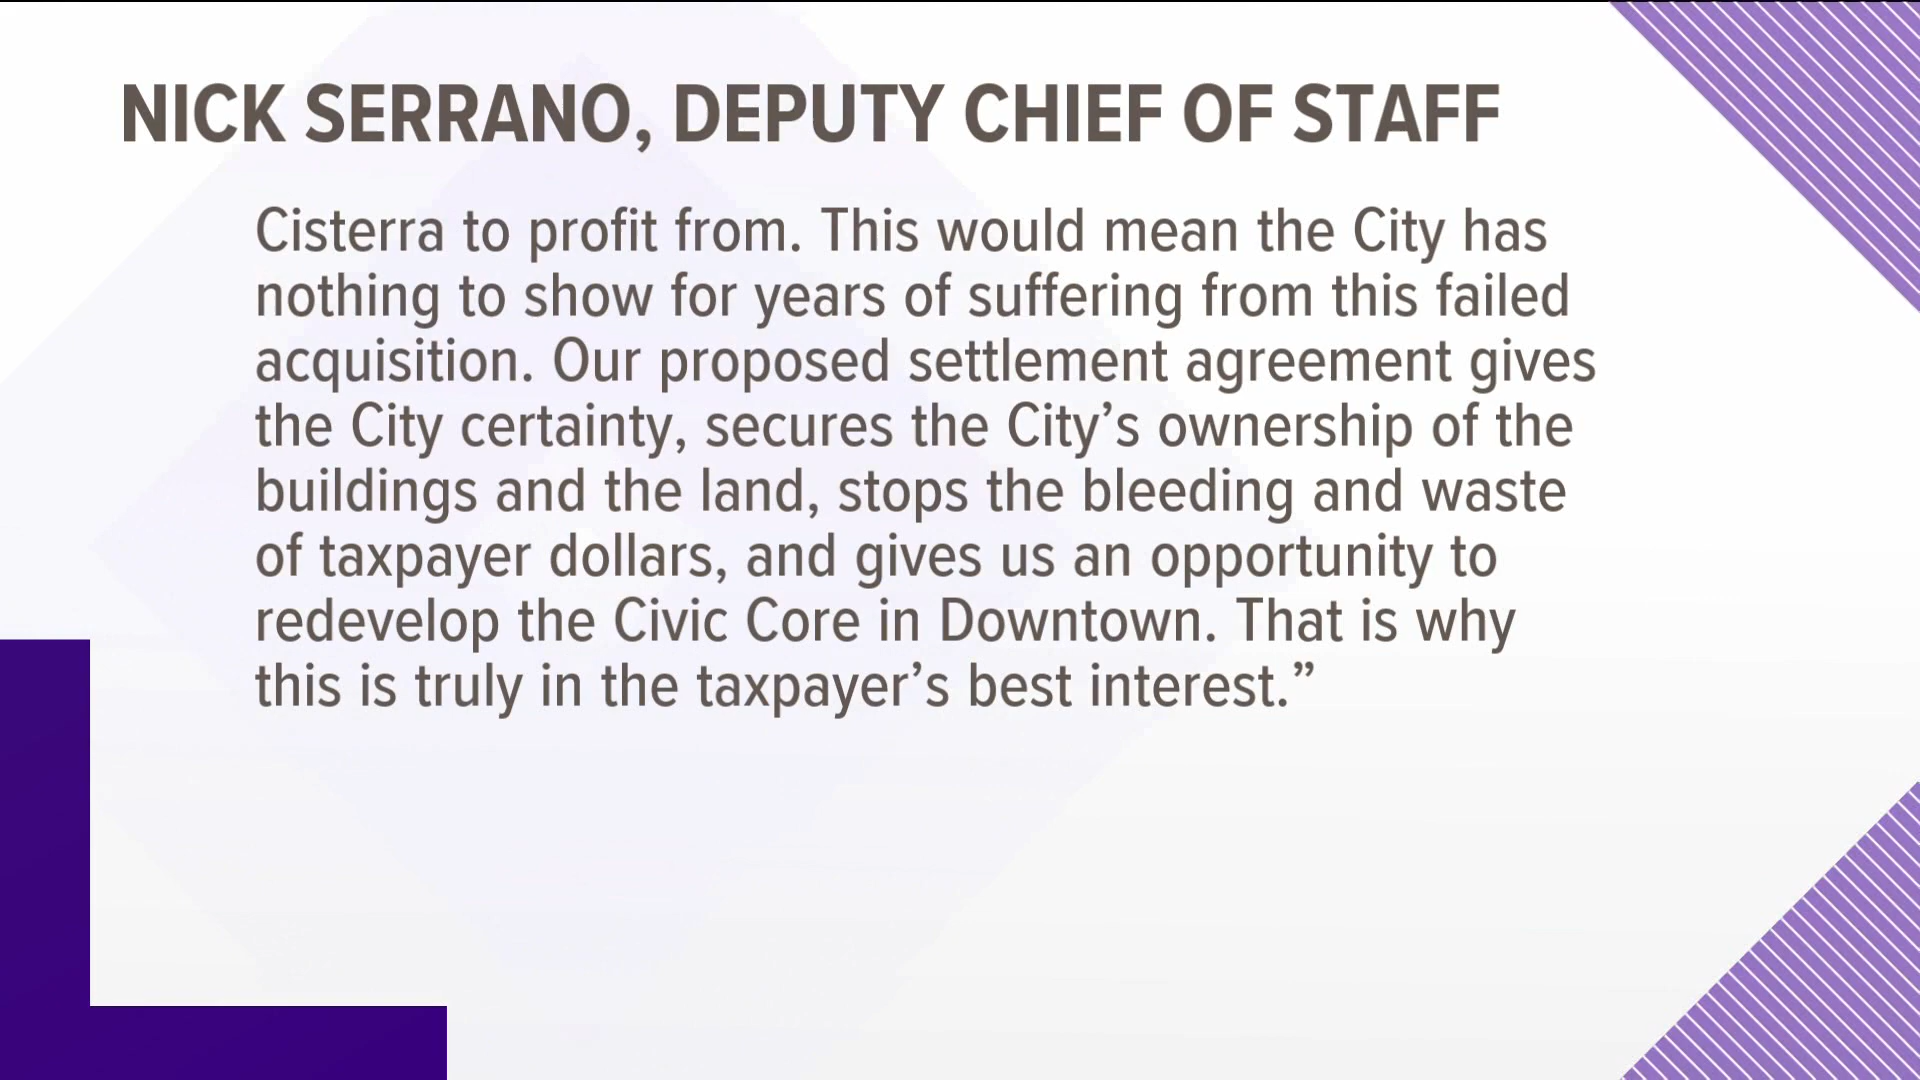 NICK SERRANO, DEPUTY CHIEF OF STAFF
Cisterra to profit from. This would mean the City has
nothing to show for years of suffering from this failed
acquisition. Our proposed settlement agreement gives
the City certainty, secures the City’s ownership of the
buildings and the land, stops the bleeding and waste
of taxpayer dollars, and gives us an opportunity to
redevelop the Civic Core in Downtown. That is why
this is truly in the taxpayer’s best interest.”